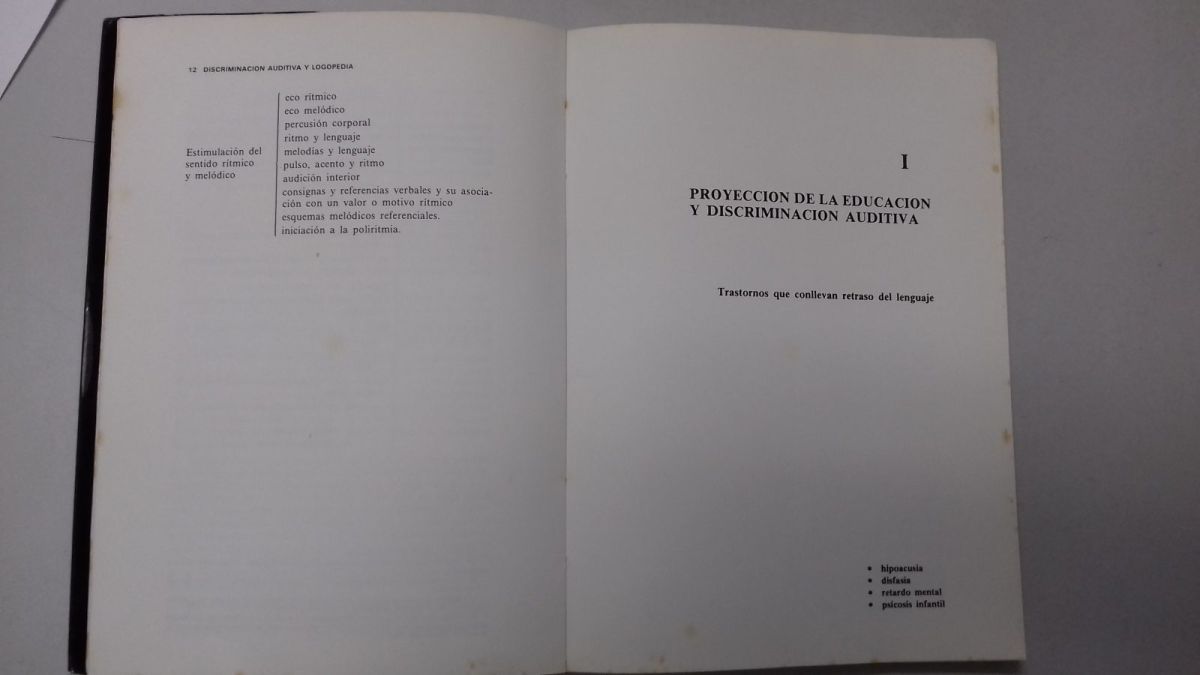 12 DISCRIMINACION AUDITIVA Y LOGOPEDIA
Estimulación del
sentido rítmico
y melódico
eco rítmico
eco melódico
percusión corporal
ritmo y lenguaje
melodías y lenguaje
pulso, acento y ritmo
audición interior
consignas y referencias verbales y su asocia-
ción con un valor o motivo rítmico
esquemas melódicos referenciales.
iniciación a la poliritmia.
I
PROYECCION DE LA EDUCACION
Y DISCRIMINACION AUDITIVA
Trastornos que conllevan retraso del lenguaje
• hipoacusia
• disfasia
• retardo mental
• psicosis infantil